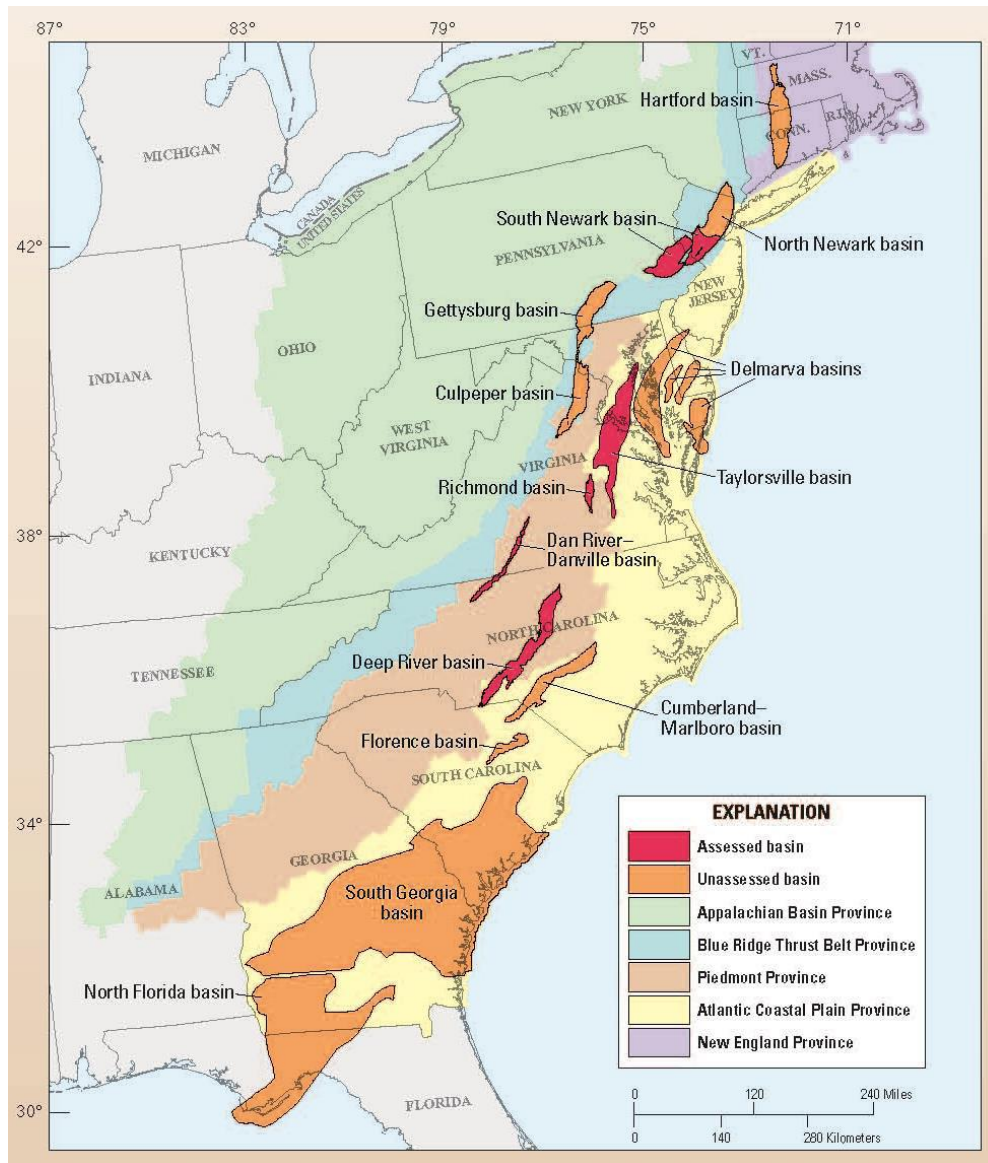 87°
83°
79°
75°
71°
VT.
MASS.
Hartford basin
NEW YORK
R.I.
CONN.
MICHIGAN
CANADA
UNITED STATES
South Newark basin
42°
PENNSYLVANIA
North Newark basin
NEW
JERSEY
Gettysburg basin
OHIO
INDIANA
Delmarva basins
Culpeper basin
WEST
VIRGINIA
VIRGINIA
Taylorsville basin
Richmond basin
38°
Dan River–
Danville basin
KENTUCKY
NORTH CAROLINA
Deep River basin
TENNESSEE
Cumberland–
Marlboro basin
Florence basin
SOUTH CAROLINA
34°
GEORGIA
ALABAMA
South Georgia
basin
North Florida basin
30°
FLORIDA
EXPLANATION
Assessed basin
Unassessed basin
Appalachian Basin Province
Blue Ridge Thrust Belt Province
Piedmont Province
Atlantic Coastal Plain Province
New England Province
0 120 240 Miles
0 140 280 Kilometers